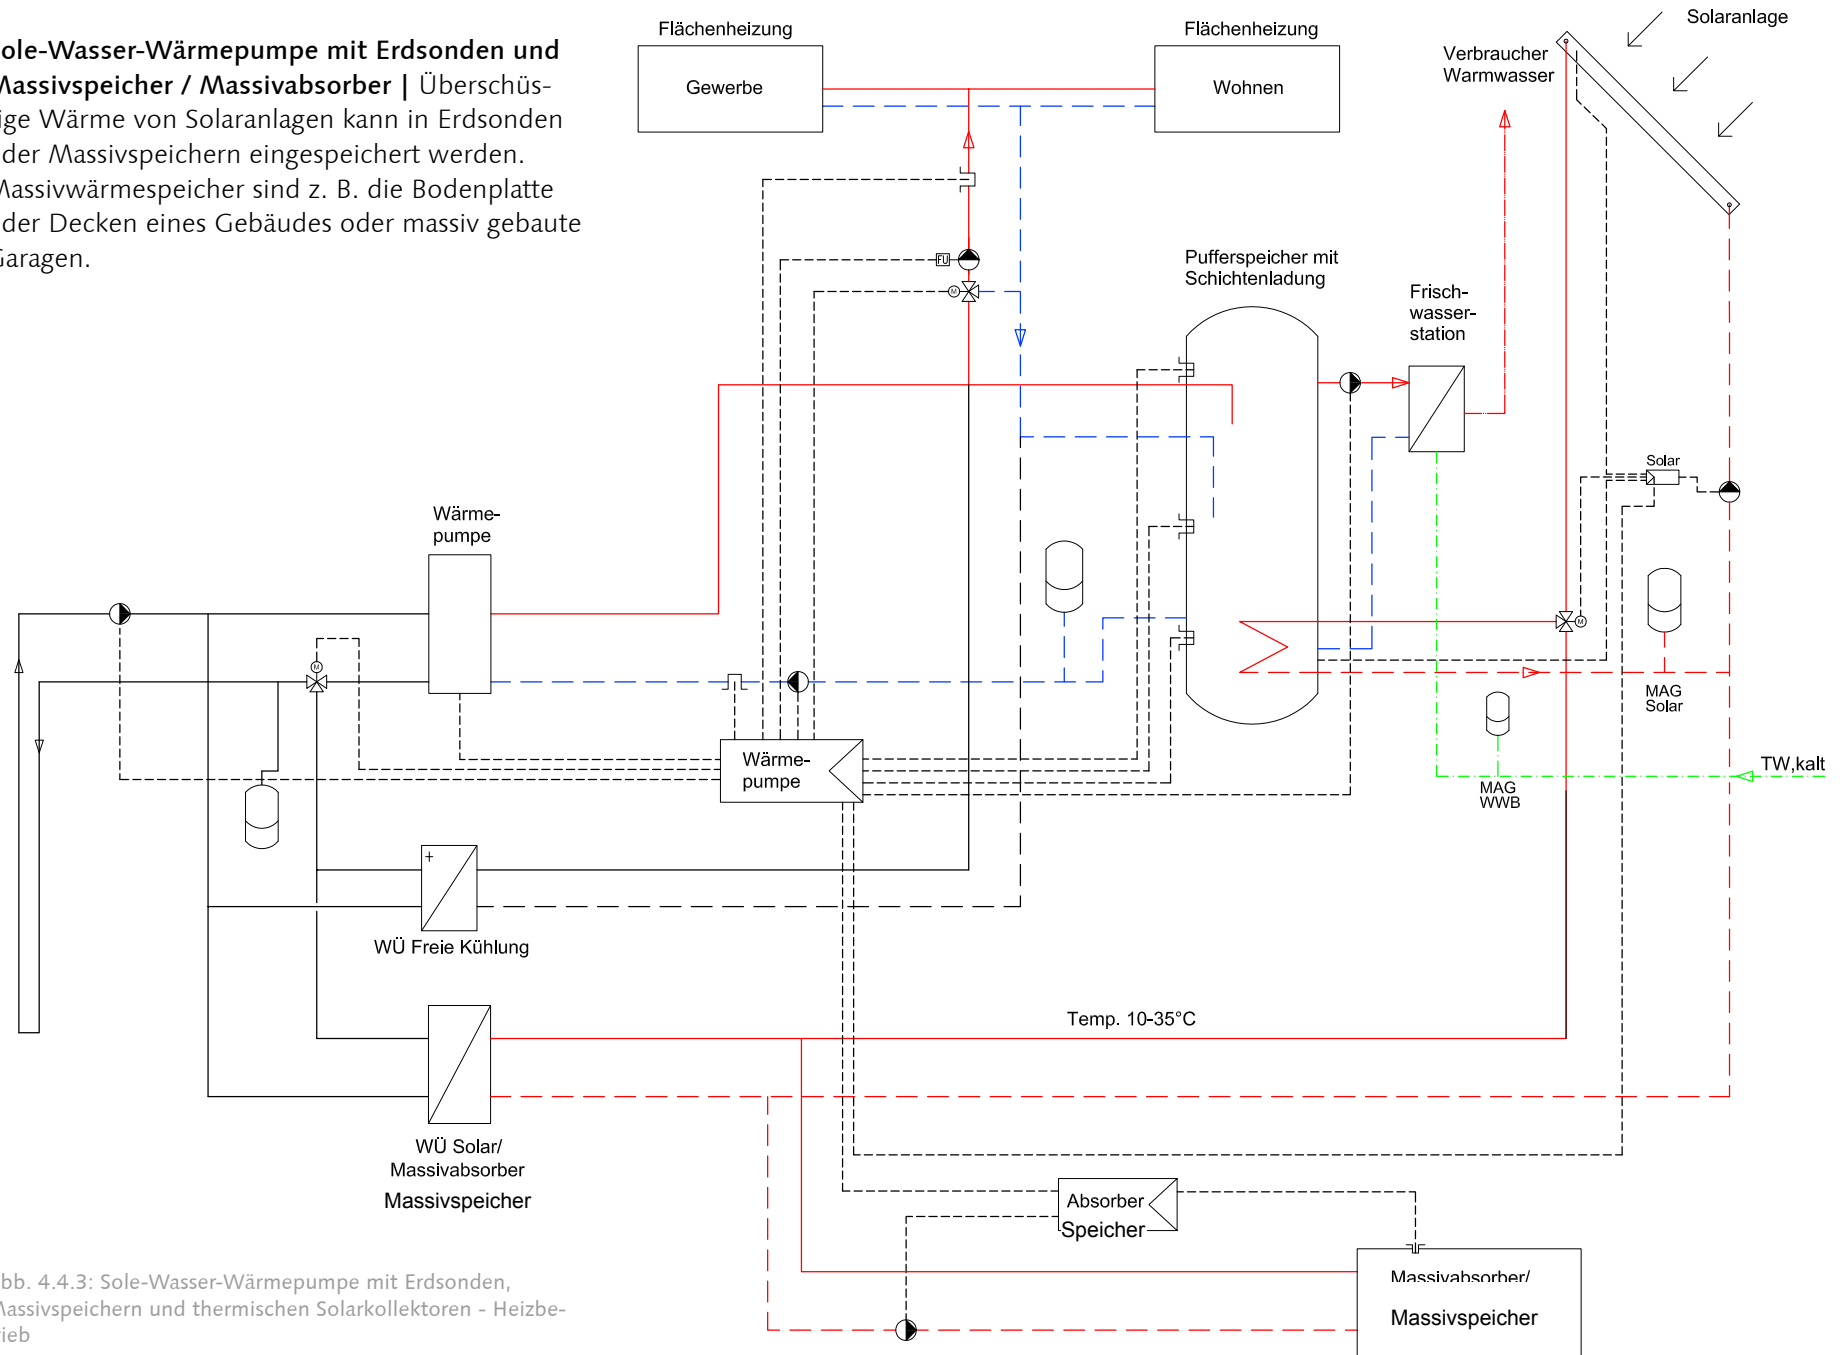 ole-Wasser-Wärmepumpe mit Erdsonden und
Massivspeicher / Massivabsorber | Überschüs-
ige Wärme von Solaranlagen kann in Erdsonden
der Massivspeichern eingespeichert werden.
Massivwärmespeicher sind z. B. die Bodenplatte
der Decken eines Gebäudes oder massiv gebaute
Garagen.
Flächenheizung
Gewerbe
Flächenheizung
Wohnen
Solaranlage
Verbraucher
Warmwasser
FU
M
Pufferspeicher mit
Schichtenladung
Frisch-
wasser-
station
Solar
Wärme-
pumpe
M
M
MAG
Solar
Wärme-
pumpe
MAG
WWB
TW,kalt
+
WÜ Freie Kühlung
Temp. 10-35°C
WÜ Solar/
Massivabsorber
Massivspeicher
Absorber
Speicher
Massivabsorber/
Massivspeicher
bb. 4.4.3: Sole-Wasser-Wärmepumpe mit Erdsonden,
Massivspeichern und thermischen Solarkollektoren - Heizbe-
rieb